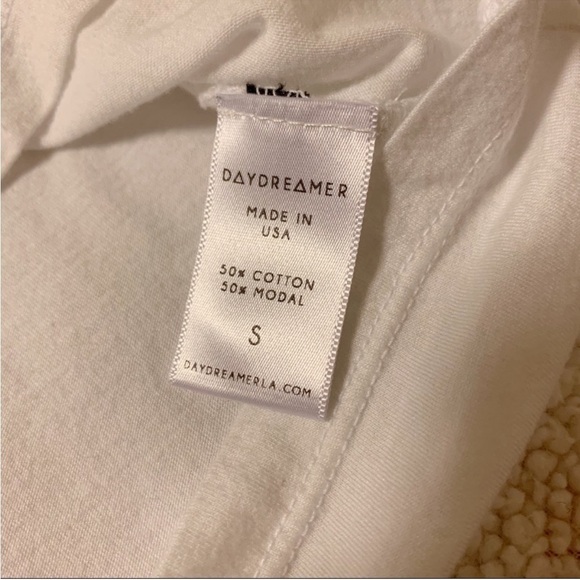 DAYDREAMER
MADE IN
USA
50% COTTON
50% MODAL
S
DAYDREAMERLA.COM